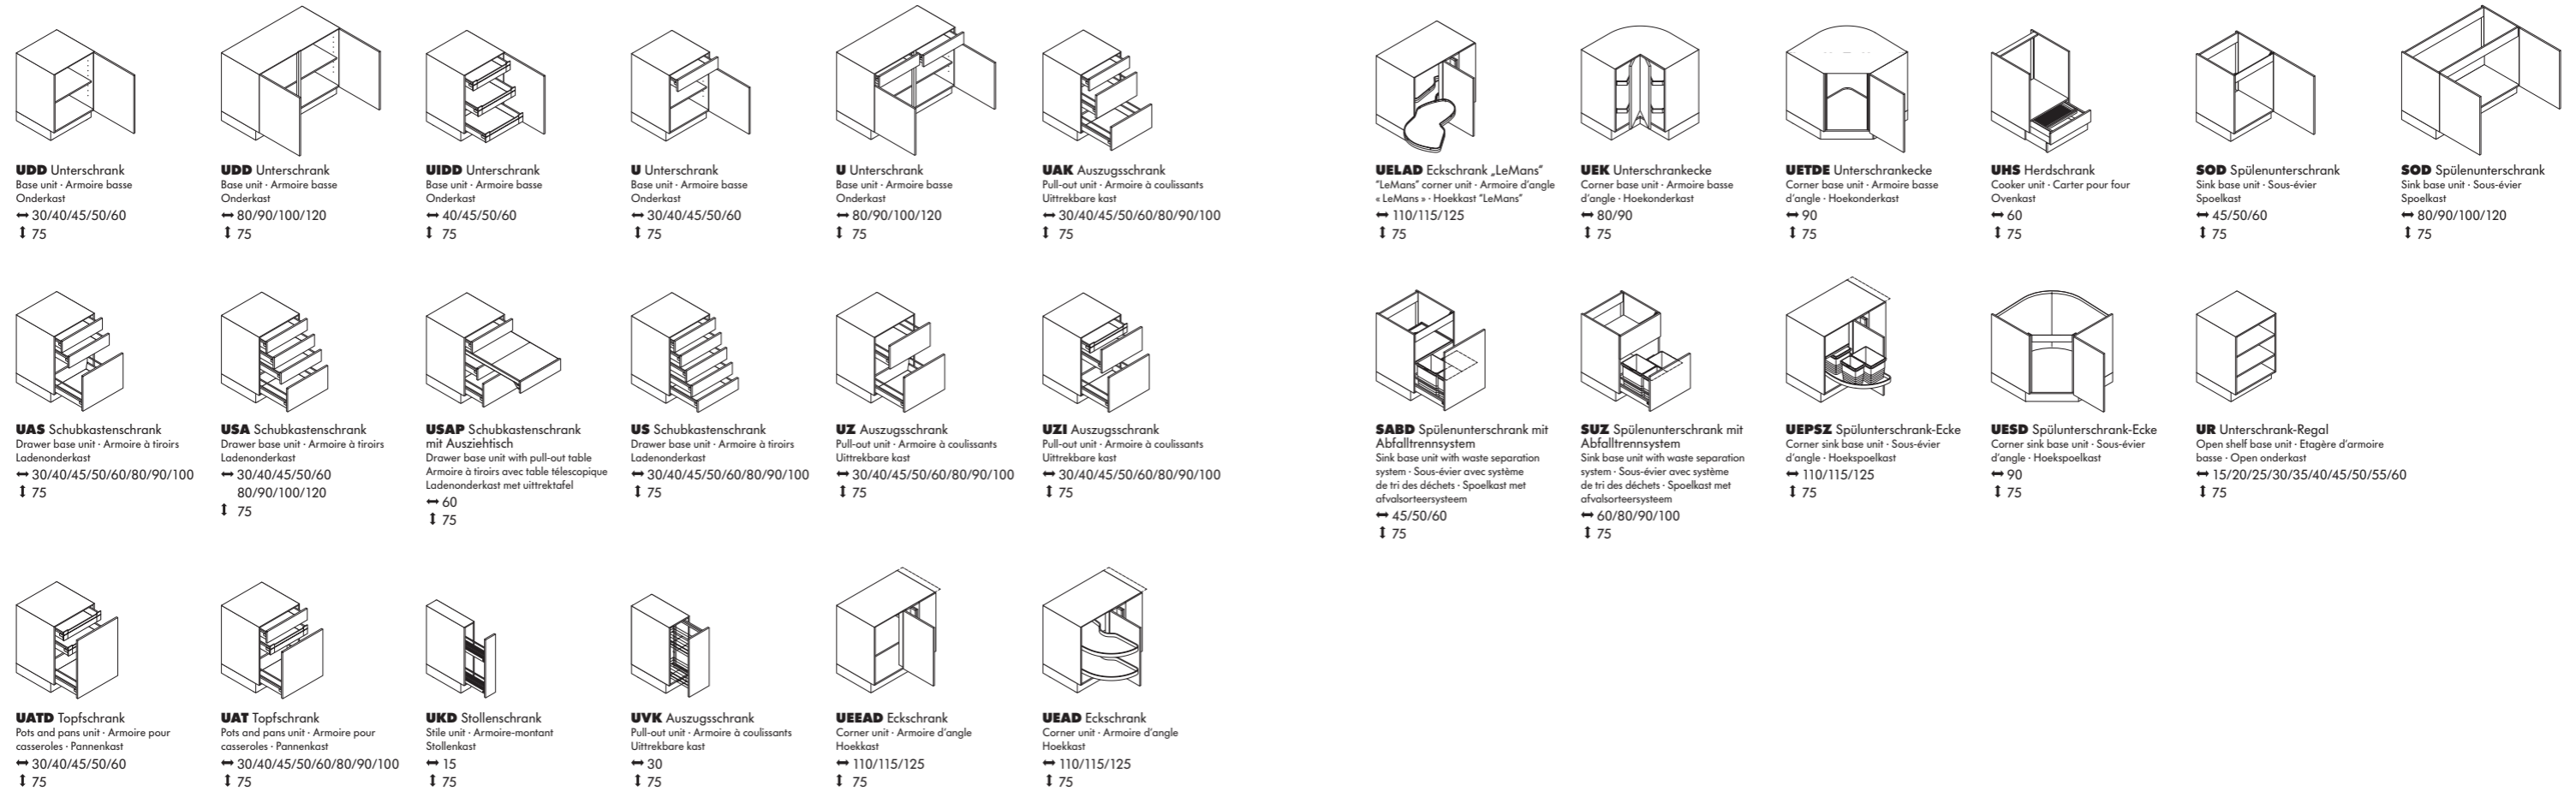 UDD Unterschrank
Base unit · Armoire basse
Onderkast
↔ 30/40/45/50/60
↕ 75
UDD Unterschrank
Base unit · Armoire basse
Onderkast
↔ 80/90/100/120
↕ 75
UIDD Unterschrank
Base unit · Armoire basse
Onderkast
↔ 40/45/50/60
↕ 75
U Unterschrank
Base unit · Armoire basse
Onderkast
↔ 30/40/45/50/60
↕ 75
U Unterschrank
Base unit · Armoire basse
Onderkast
↔ 80/90/100/120
↕ 75
UAK Auszugsschrank
Pull-out unit · Armoire à coulissants
Uittrekbare kast
↔ 30/40/45/50/60/80/90/100
↕ 75
UELAD Eckschrank „LeMans“
“LeMans” corner unit · Armoire d’angle
« LeMans » · Hoekkast “LeMans”
↔ 110/115/125
↕ 75
UEK Unterschrankecke
Corner base unit · Armoire basse
d’angle · Hoekonderkast
↔ 80/90
↕ 75
UETDE Unterschrankecke
Corner base unit · Armoire basse
d’angle · Hoekonderkast
↔ 90
↕ 75
UHS Herdschrank
Cooker unit · Carter pour four
Ovenkast
↔ 60
↕ 75
SOD Spülenunterschrank
Sink base unit · Sous-évier
Spoelkast
↔ 45/50/60
↕ 75
SOD Spülenunterschrank
Sink base unit · Sous-évier
Spoelkast
↔ 80/90/100/120
↕ 75
UAS Schubkastenschrank
Drawer base unit · Armoire à tiroirs
Ladenonderkast
↔ 30/40/45/50/60/80/90/100
↕ 75
USA Schubkastenschrank
Drawer base unit · Armoire à tiroirs
Ladenonderkast
↔ 30/40/45/50/60
80/90/100/120
↕ 75
USAP Schubkastenschrank
mit Ausziehtisch
Drawer base unit with pull-out table
Armoire à tiroirs avec table télescopique
Ladenonderkast met uittrektafel
↔ 60
↕ 75
US Schubkastenschrank
Drawer base unit · Armoire à tiroirs
Ladenonderkast
↔ 30/40/45/50/60/80/90/100
↕ 75
UZ Auszugsschrank
Pull-out unit · Armoire à coulissants
Uittrekbare kast
↔ 30/40/45/50/60/80/90/100
↕ 75
UZI Auszugsschrank
Pull-out unit · Armoire à coulissants
Uittrekbare kast
↔ 30/40/45/50/60/80/90/100
↕ 75
SABD Spülenunterschrank mit
Abfalltrennsystem
Sink base unit with waste separation
system · Sous-évier avec système
de tri des déchets · Spoelkast met
afvalsorteersysteem
↔ 45/50/60
↕ 75
SUZ Spülenunterschrank mit
Abfalltrennsystem
Sink base unit with waste separation
system · Sous-évier avec système
de tri des déchets · Spoelkast met
afvalsorteersysteem
↔ 60/80/90/100
↕ 75
UEPSZ Spülunterschrank-Ecke
Corner sink base unit · Sous-évier
d’angle · Hoekspoelkast
↔ 110/115/125
↕ 75
UESD Spülunterschrank-Ecke
Corner sink base unit · Sous-évier
d’angle · Hoekspoelkast
↔ 90
↕ 75
UR Unterschrank-Regal
Open shelf base unit · Etagère d’armoire
basse · Open onderkast
↔ 15/20/25/30/35/40/45/50/55/60
↕ 75
UATD Topfschrank
Pots and pans unit · Armoire pour
casseroles · Pannenkast
↔ 30/40/45/50/60
↕ 75
UAT Topfschrank
Pots and pans unit · Armoire pour
casseroles · Pannenkast
↔ 30/40/45/50/60/80/90/100
↕ 75
UKD Stollenschrank
Stile unit · Armoire-montant
Stollenkast
↔ 15
↕ 75
UVK Auszugsschrank
Pull-out unit · Armoire à coulissants
Uittrekbare kast
↔ 30
↕ 75
UEEAD Eckschrank
Corner unit · Armoire d’angle
Hoekkast
↔ 110/115/125
↕ 75
UEAD Eckschrank
Corner unit · Armoire d’angle
Hoekkast
↔ 110/115/125
↕ 75